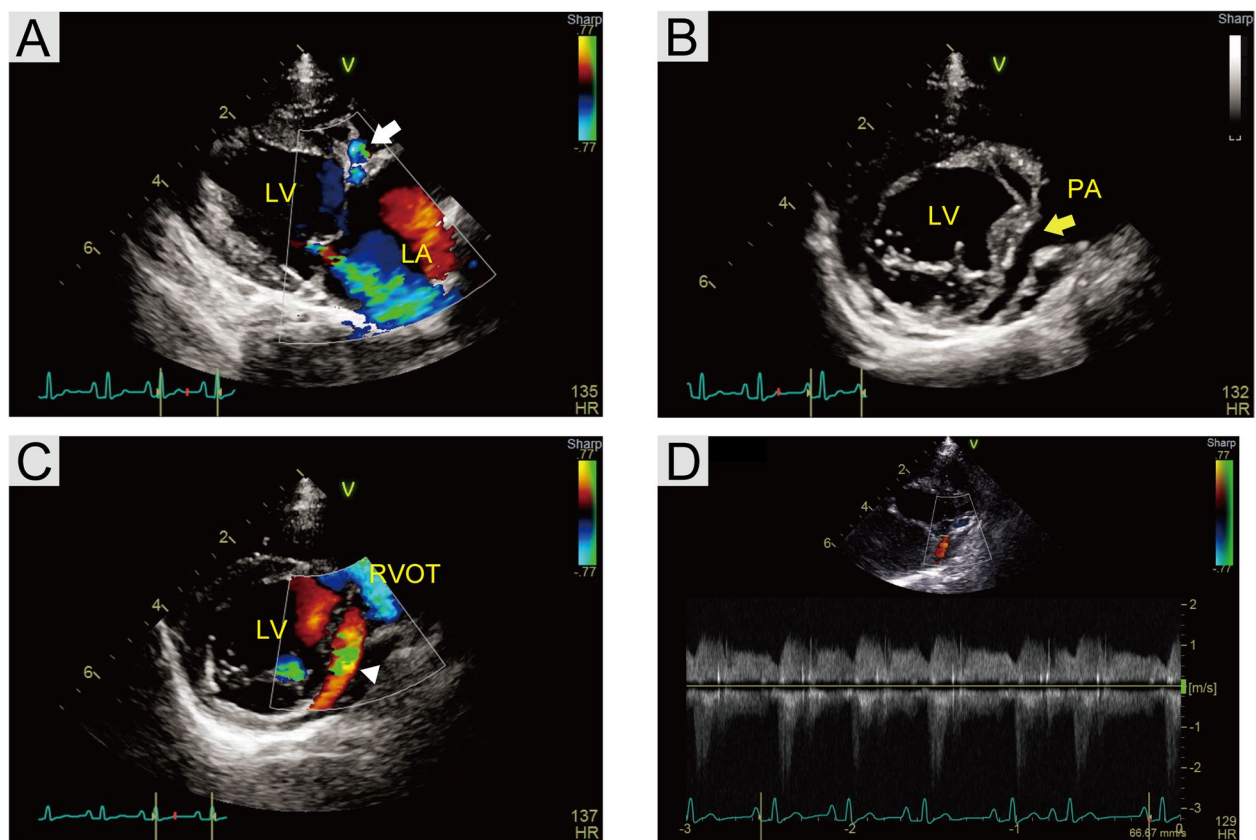 A
Sharp
.77
V
2
4
6
LV
LA
-.77
135
HR
B
Sharp
V
2
4
6
LV
PA
132
HR
C
Sharp
.77
V
2
4
6
RVOT
LV
-.77
137
HR
D
Sharp
.77
V
2
4
6
-.77
-2
-1
[m/s]
-1
-2
-3
-3
-2
-1
0
66.67 mm/s
129
HR